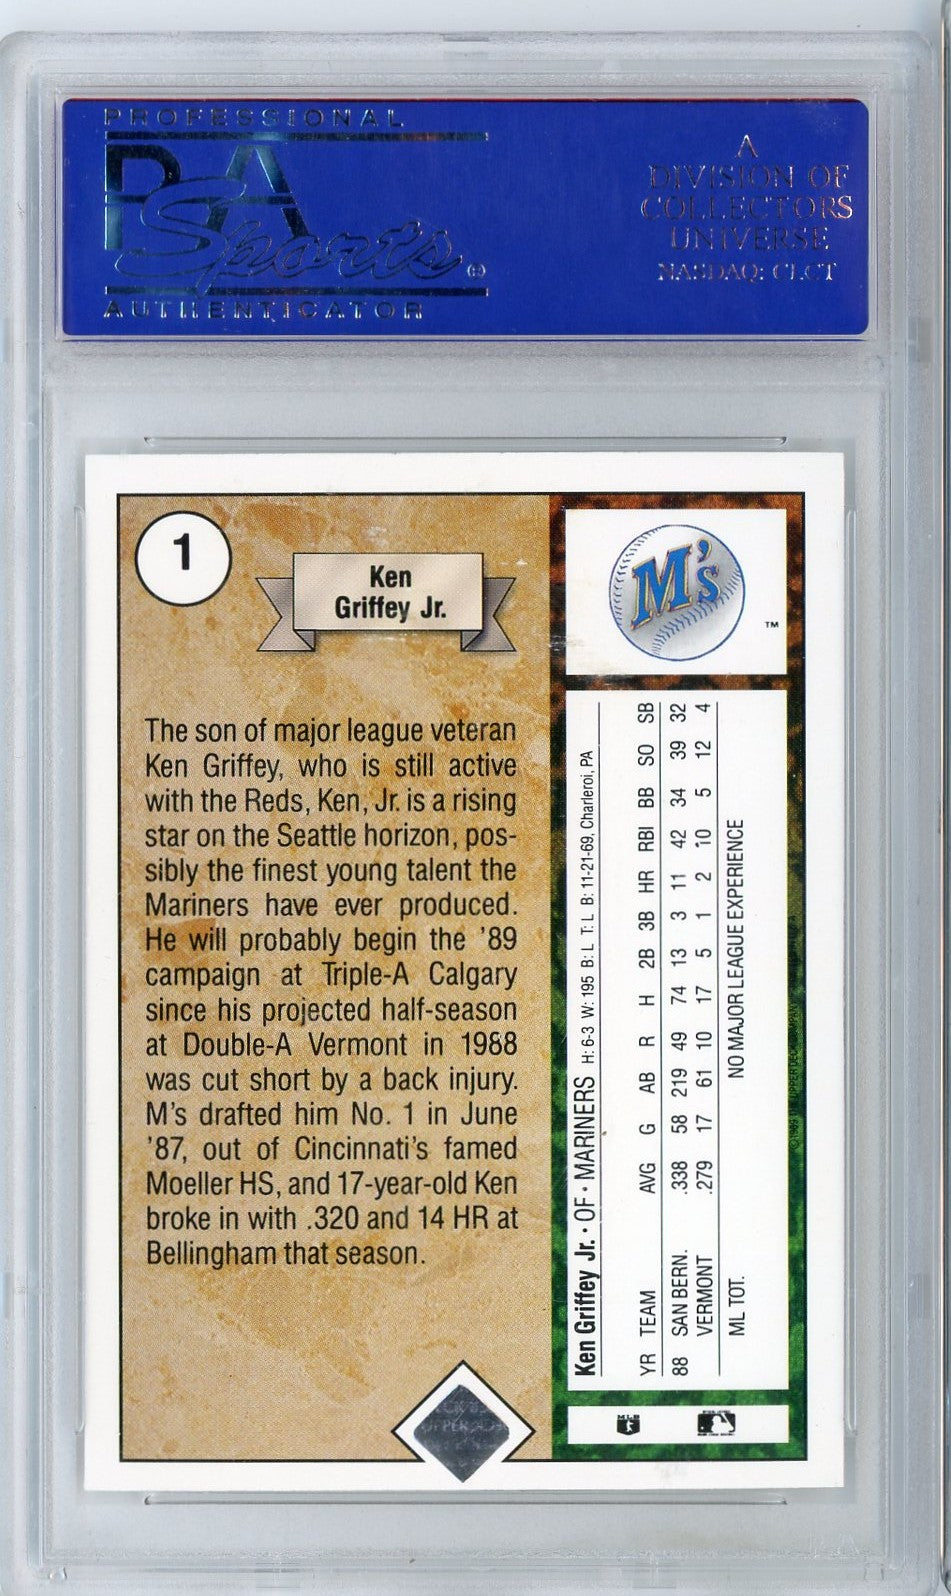 PROFESSIONAL
PSA
Sports®
AUTHENTICATOR
A
DIVISION OF
COLLECTORS
UNIVERSE
NASDAQ: CLCT
1
Ken
Griffey Jr.
The son of major league veteran
Ken Griffey, who is still active
with the Reds, Ken, Jr. is a rising
star on the Seattle horizon, pos-
sibly the finest young talent the
Mariners have ever produced.
He will probably begin the '89
campaign at Triple-A Calgary
since his projected half-season
at Double-A Vermont in 1988
was cut short by a back injury.
M's drafted him No. 1 in June
'87, out of Cincinnati's famed
Moeller HS, and 17-year-old Ken
broke in with .320 and 14 HR at
Bellingham that season.
M's
TM
Ken Griffey Jr. • OF • MARINERS H: 6-3 W: 195 B: L T: L B: 11-21-69, Charleroi, PA
YR TEAM AVG G AB R H 2B 3B HR RBI BB SO SB
88 SAN BERN. .338 58 219 49 74 13 3 11 42 34 39 32
VERMONT .279 17 61 10 17 5 1 2 10 5 12 4
ML TOT. NO MAJOR LEAGUE EXPERIENCE
©1989 THE UPPER DECK COMPANY